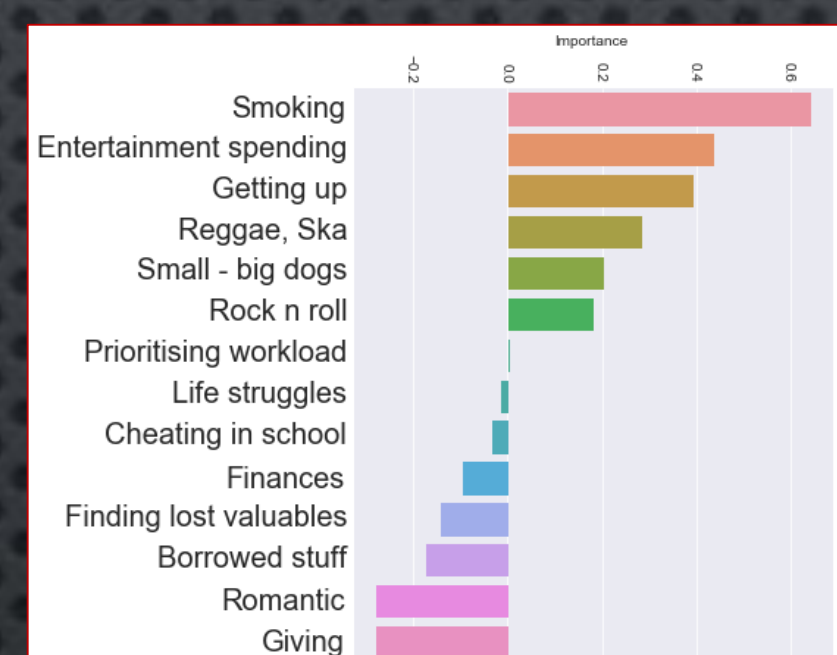 Importance
-0.2 0.0 0.2 0.4 0.6
Smoking
Entertainment spending
Getting up
Reggae, Ska
Small - big dogs
Rock n roll
Prioritising workload
Life struggles
Cheating in school
Finances
Finding lost valuables
Borrowed stuff
Romantic
Giving